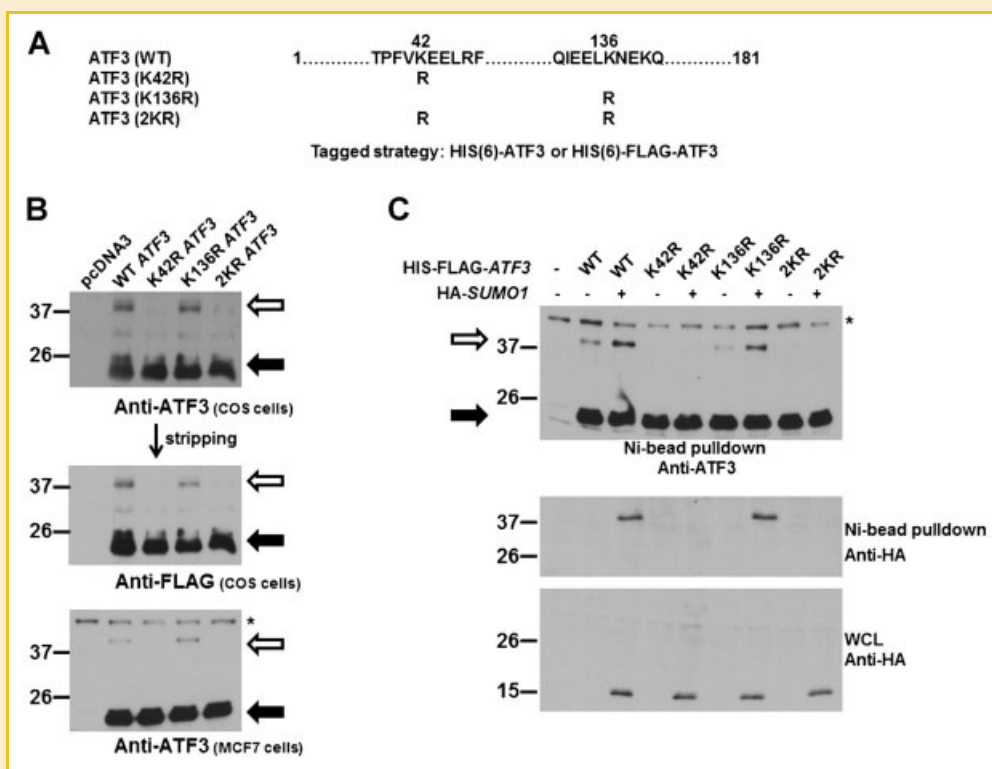 A
42 136
ATF3 (WT) 1............TPFVKEELRF...............QIEELKNEKQ............181
ATF3 (K42R) R
ATF3 (K136R) R
ATF3 (2KR) R R
Tagged strategy: HIS(6)-ATF3 or HIS(6)-FLAG-ATF3
B
pcDNA3
WT ATF3
K42R ATF3
K136R ATF3
2KR ATF3
37
26
Anti-ATF3 (COS cells)
stripping
37
26
Anti-FLAG (COS cells)
*
37
26
Anti-ATF3 (MCF7 cells)
C
HIS-FLAG-ATF3 - WT WT K42R K42R K136R K136R 2KR 2KR
HA-SUMO1 - - + - + - + - +
*
37
26
Ni-bead pulldown
Anti-ATF3
37
26
Ni-bead pulldown
Anti-HA
26
15
WCL
Anti-HA